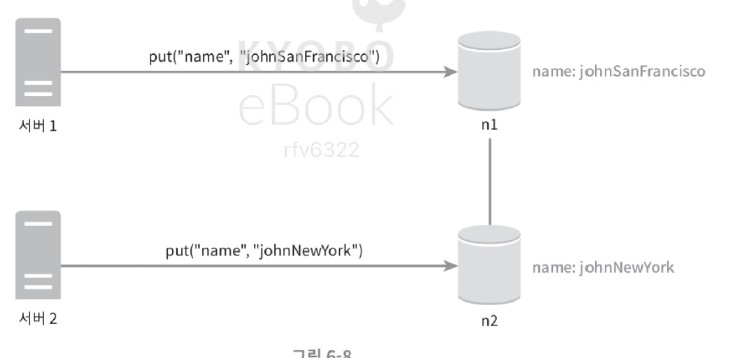 put("name", "johnSanFrancisco")
KYOBO
eBook
rfv6322
name: johnSanFrancisco
서버 1
n1
put("name", "johnNewYork")
name: johnNewYork
서버 2
n2
그림 6-8